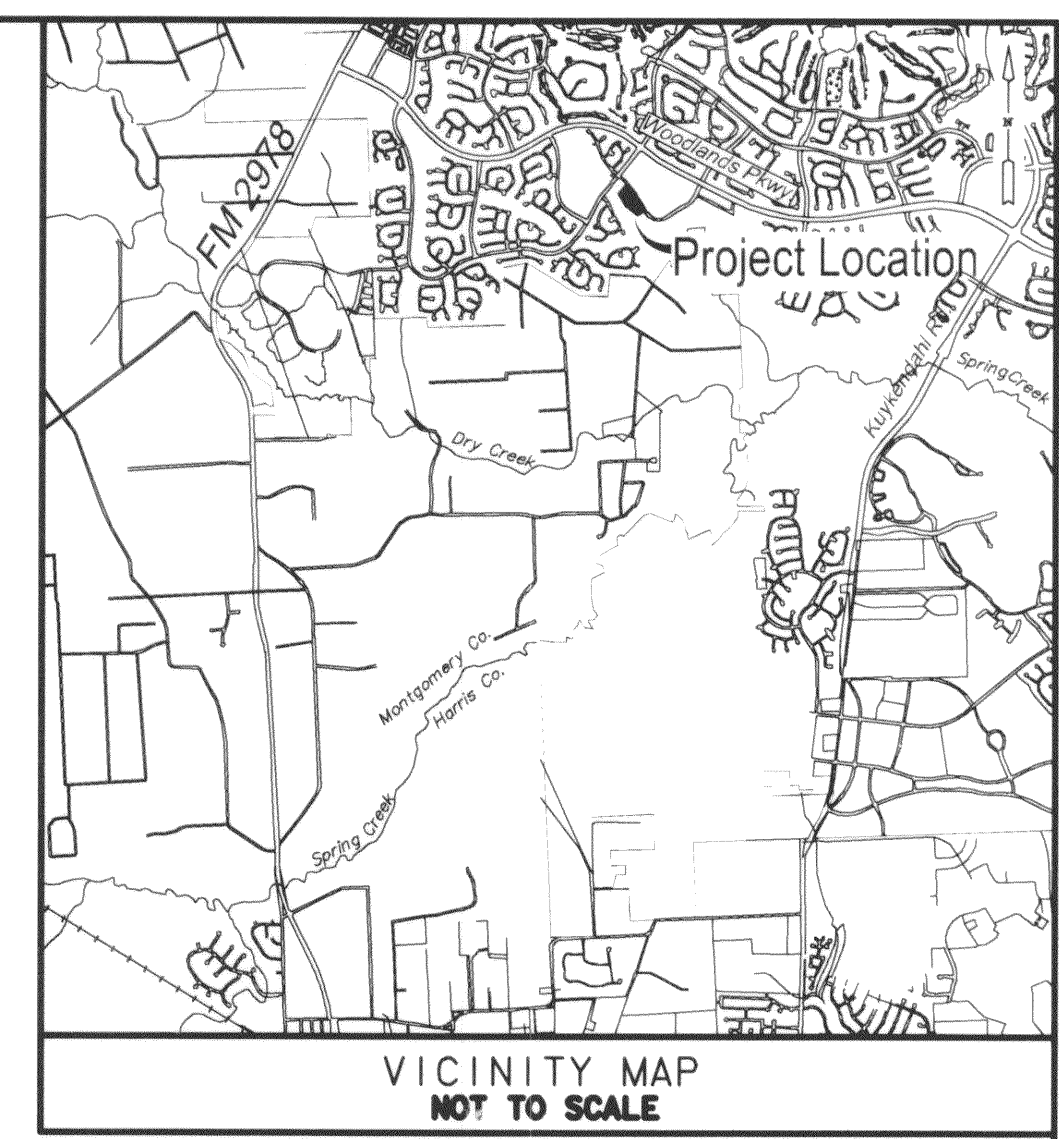 N
Woodlands Pkwy
FM 2978
Project Location
Kuykendahl Rd
Spring Creek
Dry Creek
Montgomery Co.
Harris Co.
Spring Creek
VICINITY MAP
NOT TO SCALE